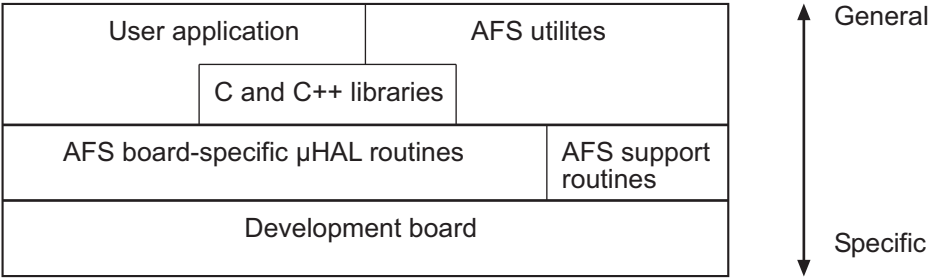 User application
AFS utilites
General
C and C++ libraries
AFS board-specific µHAL routines
AFS support
routines
Development board
Specific